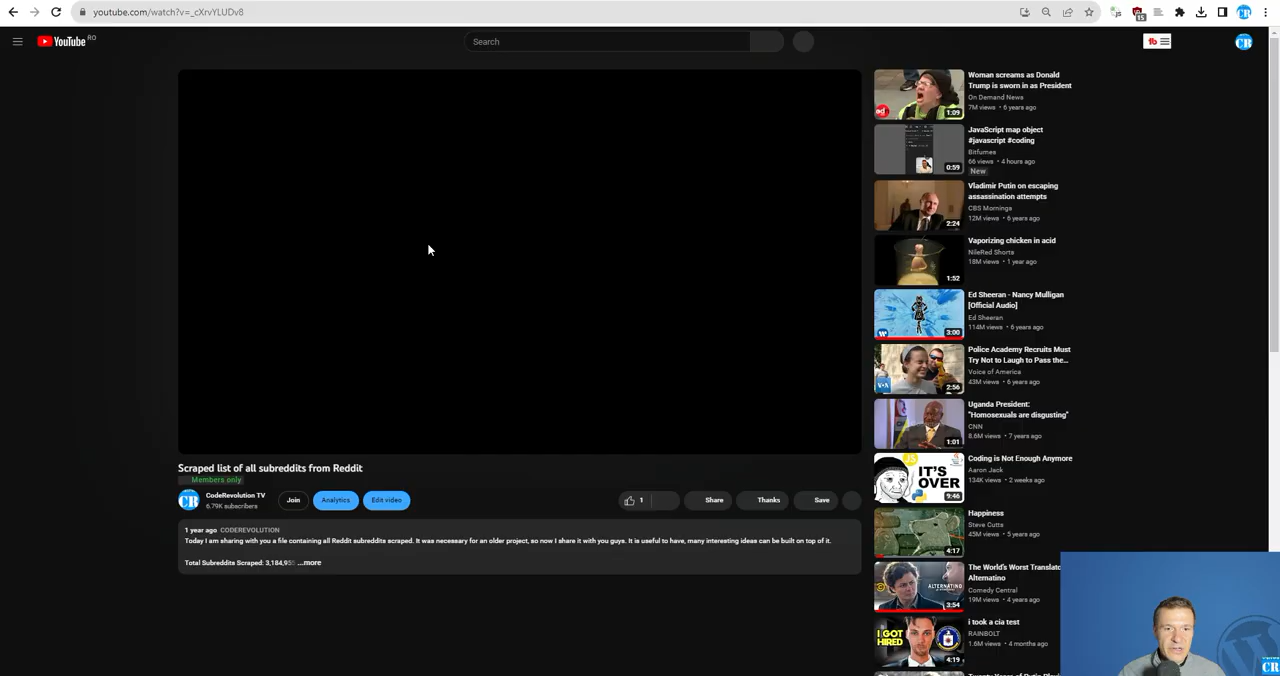 youtube.com/watch?v=_cXrvYLUDv8
15
CR
YouTube RO
Search
Woman screams as Donald
Trump is sworn in as President
On Demand News
7M views • 6 years ago
1:09
JavaScript map object
#javascript #coding
Bitfumes
66 views • 4 hours ago
New
0:59
Vladimir Putin on escaping
assassination attempts
CBS Mornings
12M views • 6 years ago
2:24
Vaporizing chicken in acid
NileRed Shorts
18M views • 1 year ago
1:52
Ed Sheeran - Nancy Mulligan
[Official Audio]
Ed Sheeran
114M views • 6 years ago
3:00
Police Academy Recruits Must
Try Not to Laugh to Pass the...
Voice of America
43M views • 6 years ago
VOA
2:56
Uganda President:
"Homosexuals are disgusting"
CNN
8.6M views • 7 years ago
1:01
Coding is Not Enough Anymore
Aaron Jack
134K views • 2 weeks ago
JS
IT'S
OVER
9:46
Happiness
Steve Cutts
45M views • 5 years ago
4:17
The World's Worst Translato
Alternatino
Comedy Central
19M views • 4 years ago
ALTERNATINO
3:54
i took a cia test
RAINBOLT
1.6M views • 4 months ago
I GOT
HIRED
4:19
Scraped list of all subreddits from Reddit
Members only
CodeRevolution TV
6.79K subscribers
Join
Analytics
Edit video
1
Share
Thanks
Save
1 year ago CODEREVOLUTION
Today I am sharing with you a file containing all Reddit subreddits scraped. It was necessary for an older project, so now I share it with you guys. It is useful to have, many interesting ideas can be built on top of it.
Total Subreddits Scraped: 3,184,955 ...more
CR